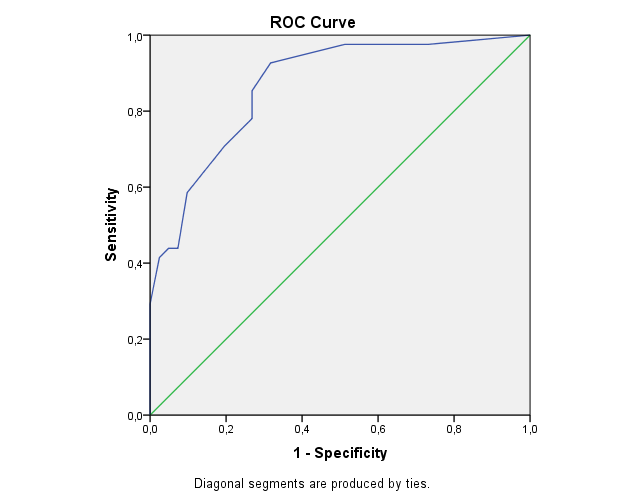 ROC Curve
1,0
0,8
0,6
0,4
0,2
0,0
Sensitivity
0,0 0,2 0,4 0,6 0,8 1,0
1 - Specificity
Diagonal segments are produced by ties.